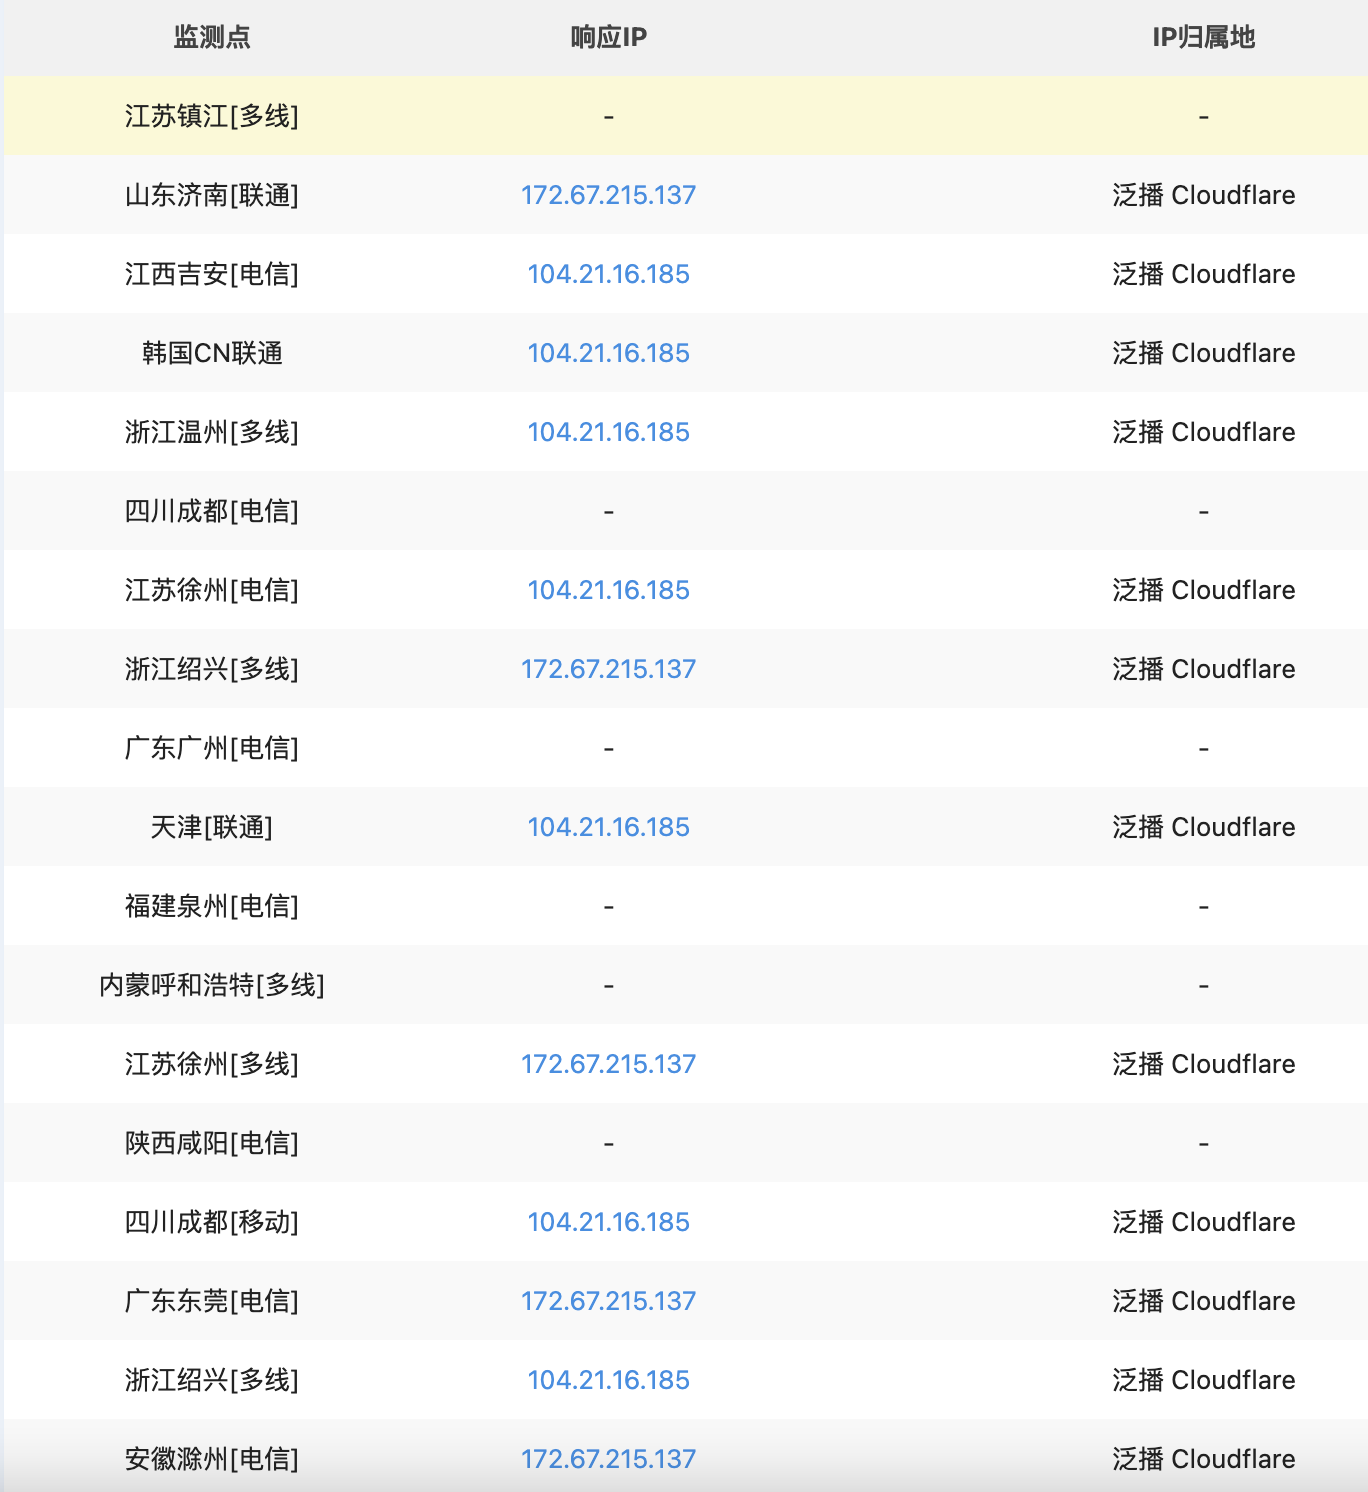 监测点 响应IP IP归属地
江苏镇江[多线] - -
山东济南[联通] 172.67.215.137 泛播 Cloudflare
江西吉安[电信] 104.21.16.185 泛播 Cloudflare
韩国CN联通 104.21.16.185 泛播 Cloudflare
浙江温州[多线] 104.21.16.185 泛播 Cloudflare
四川成都[电信] - -
江苏徐州[电信] 104.21.16.185 泛播 Cloudflare
浙江绍兴[多线] 172.67.215.137 泛播 Cloudflare
广东广州[电信] - -
天津[联通] 104.21.16.185 泛播 Cloudflare
福建泉州[电信] - -
内蒙呼和浩特[多线] - -
江苏徐州[多线] 172.67.215.137 泛播 Cloudflare
陕西咸阳[电信] - -
四川成都[移动] 104.21.16.185 泛播 Cloudflare
广东东莞[电信] 172.67.215.137 泛播 Cloudflare
浙江绍兴[多线] 104.21.16.185 泛播 Cloudflare
安徽滁州[电信] 172.67.215.137 泛播 Cloudflare